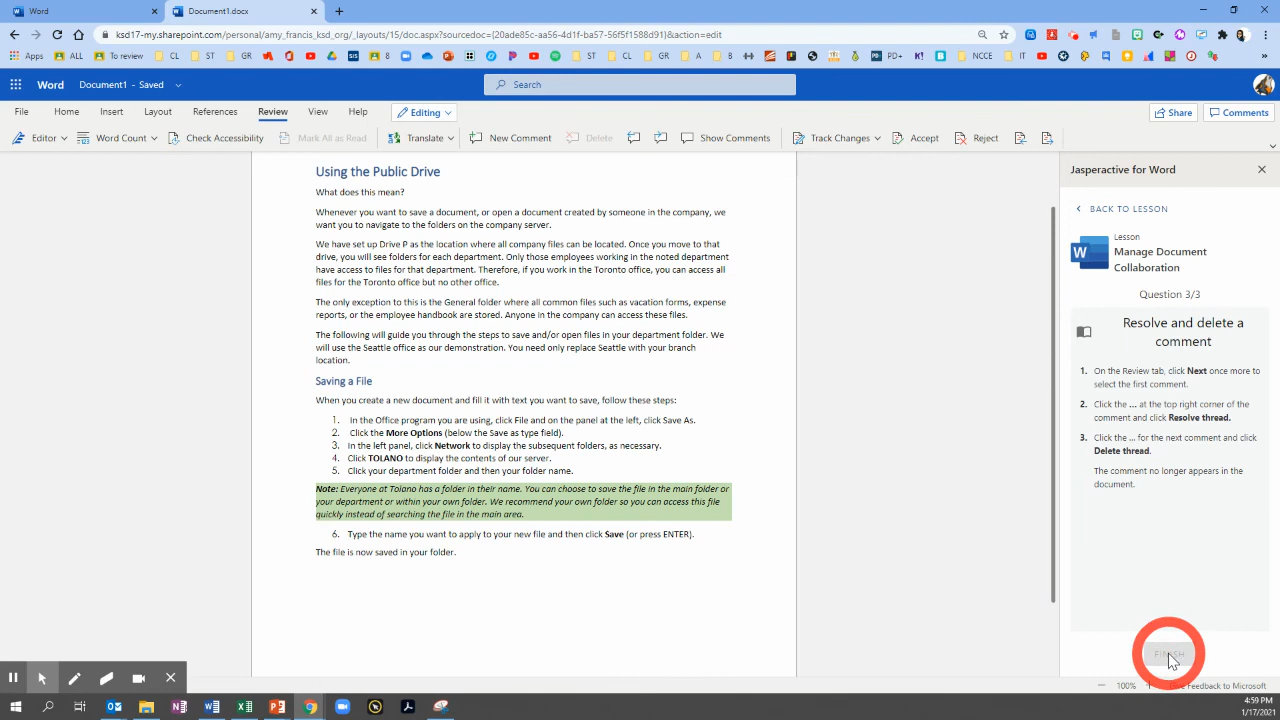 Word
Document1.docx
ksd17-my.sharepoint.com/personal/amy_francis_ksd_org/_layouts/15/doc.aspx?sourcedoc={20ade85c-aa56-4d1f-ba57-56f5f1588d91}&action=edit
Apps ALL ALL To review CL ST GR 8 ST CL GR A B PD+ NCCE IT
Word Document1 - Saved Search
File Home Insert Layout References Review View Help Editing Share Comments
Editor Word Count Check Accessibility Mark All as Read Translate New Comment Delete Show Comments Track Changes Accept Reject
Using the Public Drive
What does this mean?
Whenever you want to save a document, or open a document created by someone in the company, we
want you to navigate to the folders on the company server.
We have set up Drive P as the location where all company files can be located. Once you move to that
drive, you will see folders for each department. Only those employees working in the noted department
have access to files for that department. Therefore, if you work in the Toronto office, you can access all
files for the Toronto office but no other office.
The only exception to this is the General folder where all common files such as vacation forms, expense
reports, or the employee handbook are stored. Anyone in the company can access these files.
The following will guide you through the steps to save and/or open files in your department folder. We
will use the Seattle office as our demonstration. You need only replace Seattle with your branch
location.
Saving a File
When you create a new document and fill it with text you want to save, follow these steps:
1. In the Office program you are using, click File and on the panel at the left, click Save As.
2. Click the More Options (below the Save as type field).
3. In the left panel, click Network to display the subsequent folders, as necessary.
4. Click TOLANO to display the contents of our server.
5. Click your department folder and then your folder name.
Note: Everyone at Tolano has a folder in their name. You can choose to save the file in the main folder or
your department or within your own folder. We recommend your own folder so you can access this file
quickly instead of searching the file in the main area.
6. Type the name you want to apply to your new file and then click Save (or press ENTER).
The file is now saved in your folder.
Jasperactive for Word
BACK TO LESSON
Lesson
Manage Document
Collaboration
Question 3/3
Resolve and delete a
comment
1. On the Review tab, click Next once more to
select the first comment.
2. Click the ... at the top right corner of the
comment and click Resolve thread.
3. Click the ... for the next comment and click
Delete thread.
The comment no longer appears in the
document.
FINISH
100% Give Feedback to Microsoft
4:59 PM
1/17/2021